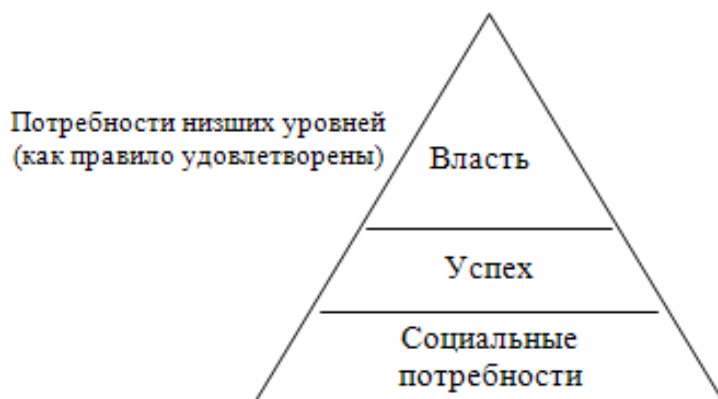 Потребности низших уровней
(как правило удовлетворены)
Власть
Успех
Социальные
потребности